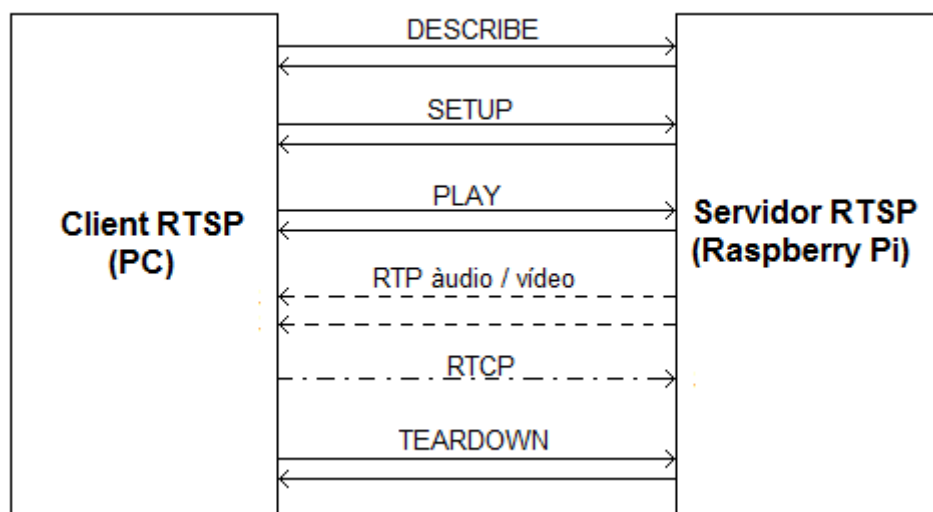 DESCRIBE
SETUP
PLAY
Client RTSP
(PC)
Servidor RTSP
(Raspberry Pi)
RTP àudio / vídeo
RTCP
TEARDOWN